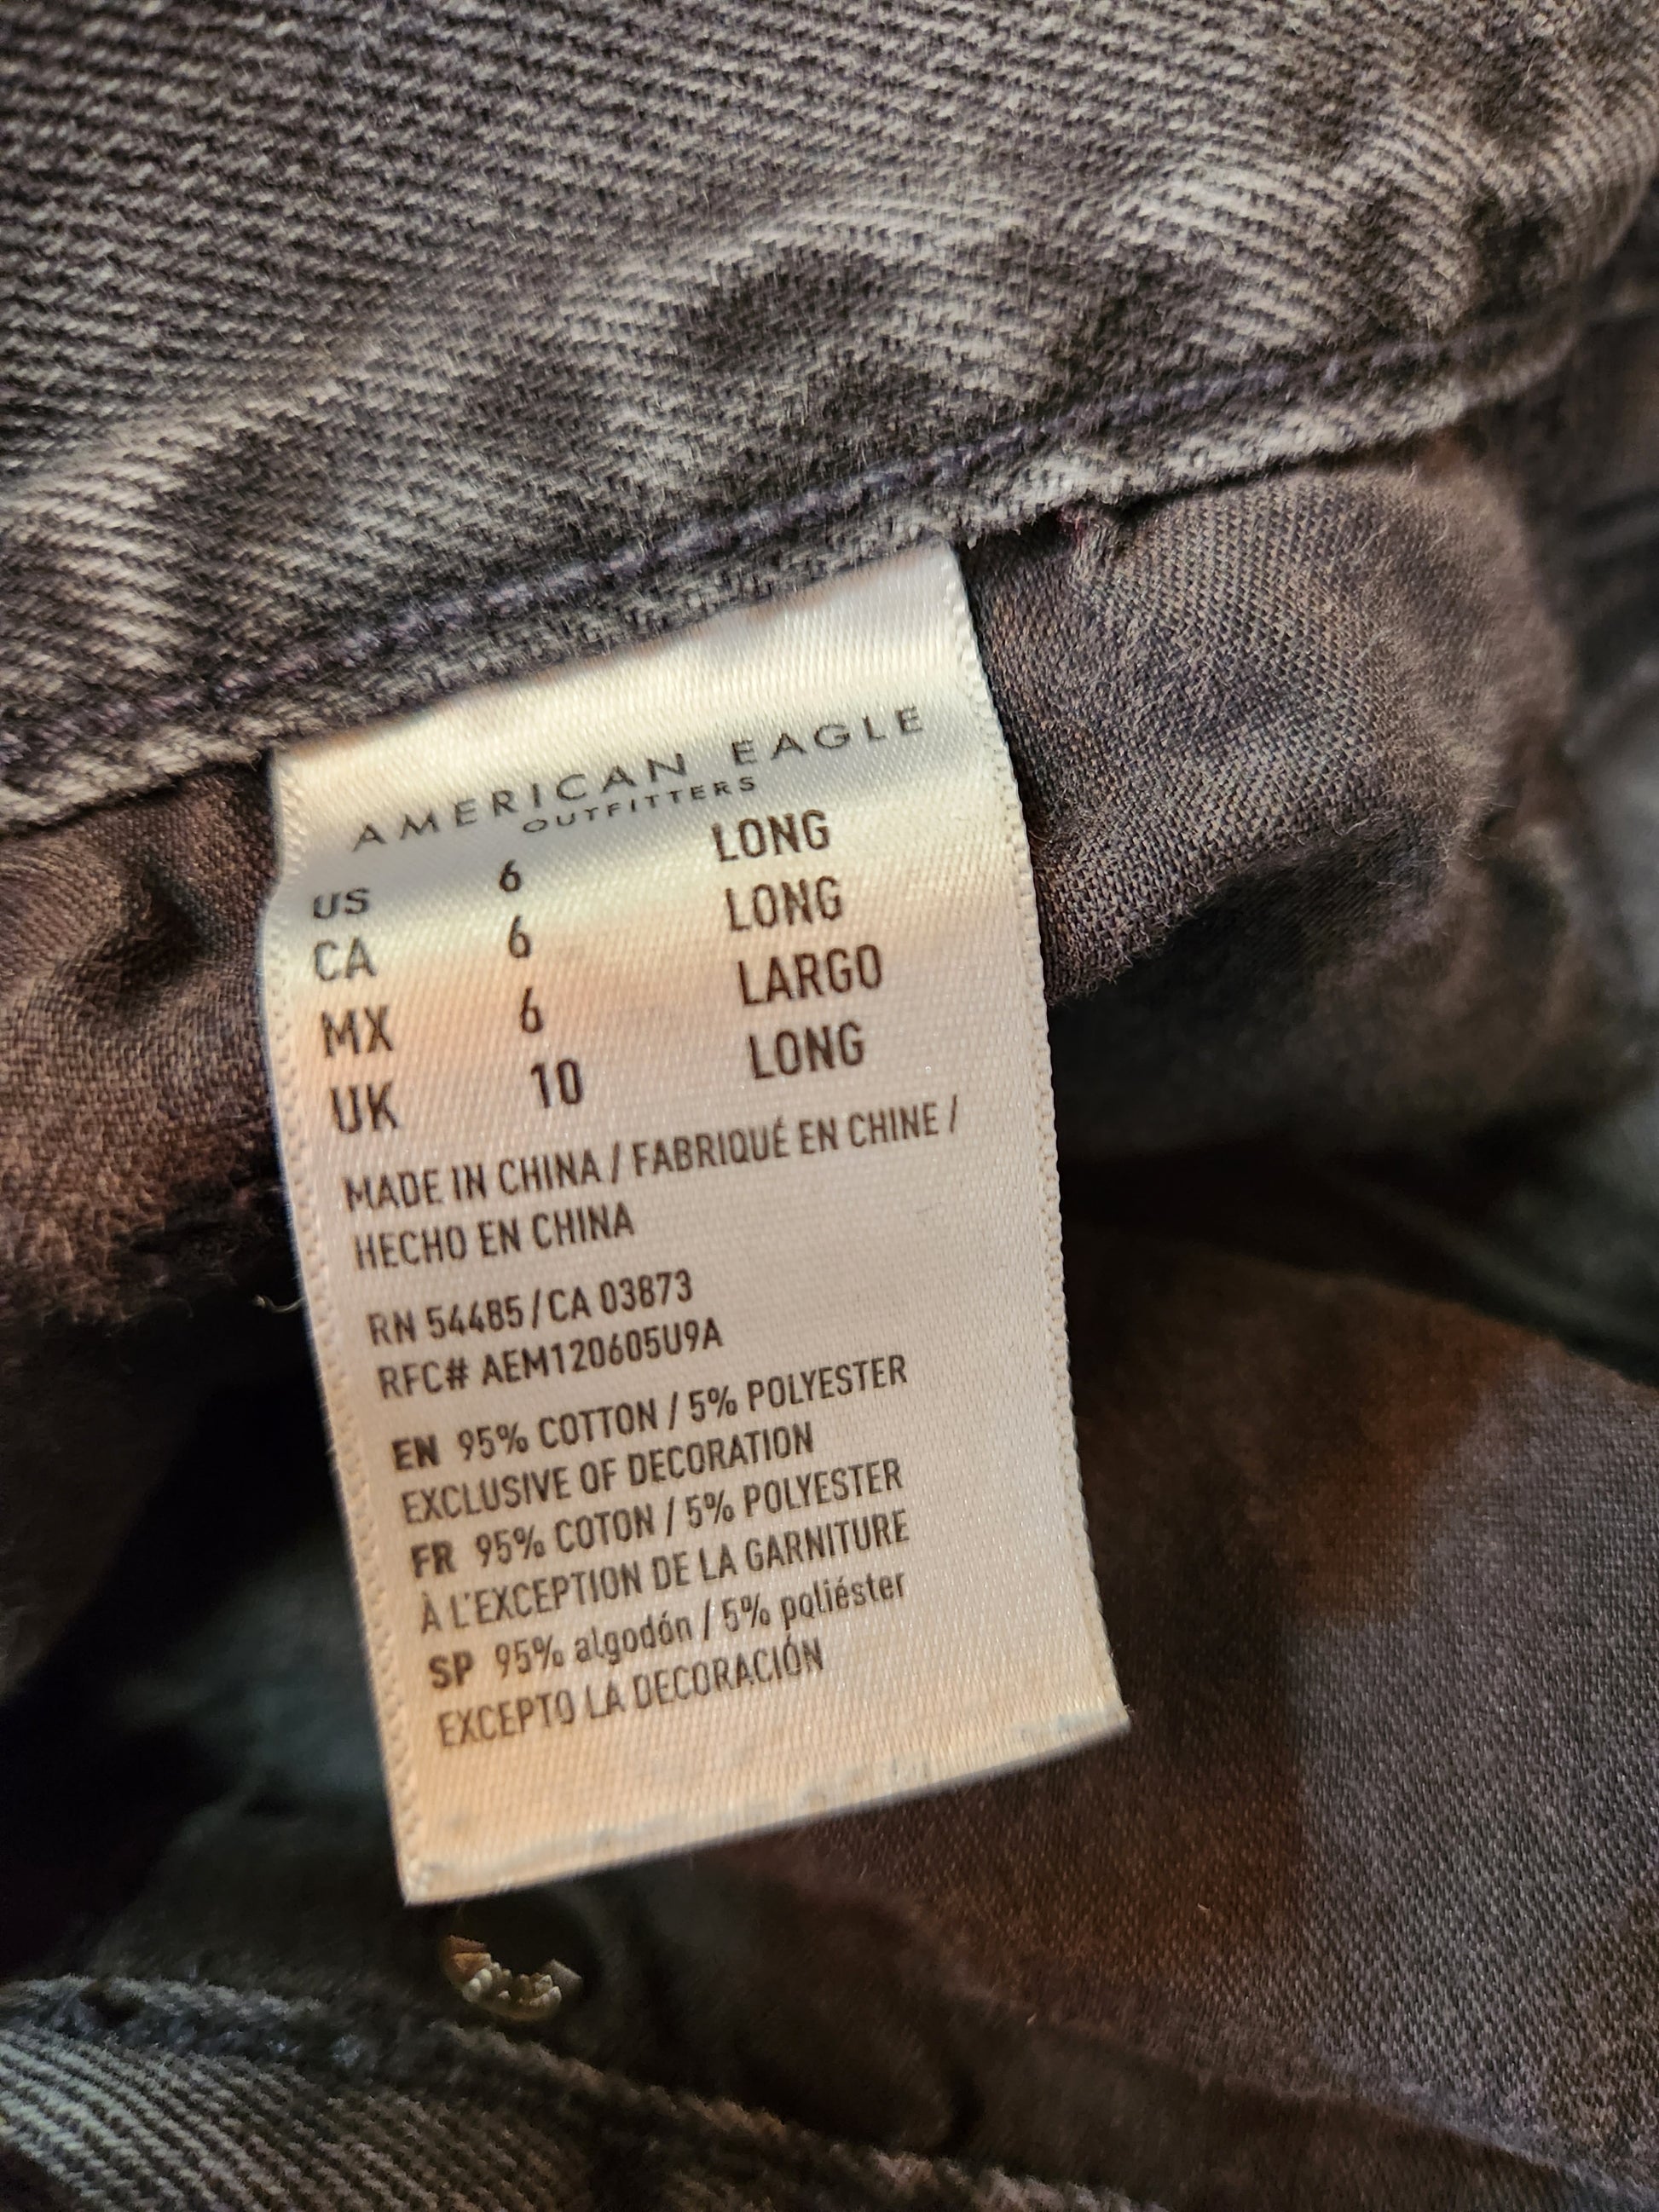 AMERICAN EAGLE
OUTFITTERS
US 6 LONG
CA 6 LONG
MX 6 LARGO
UK 10 LONG
MADE IN CHINA / FABRIQUÉ EN CHINE /
HECHO EN CHINA
RN 54485/CA 03873
RFC# AEM120605U9A
EN 95% COTTON / 5% POLYESTER
EXCLUSIVE OF DECORATION
FR 95% COTON / 5% POLYESTER
À L'EXCEPTION DE LA GARNITURE
SP 95% algodón / 5% poliéster
EXCEPTO LA DECORACIÓN